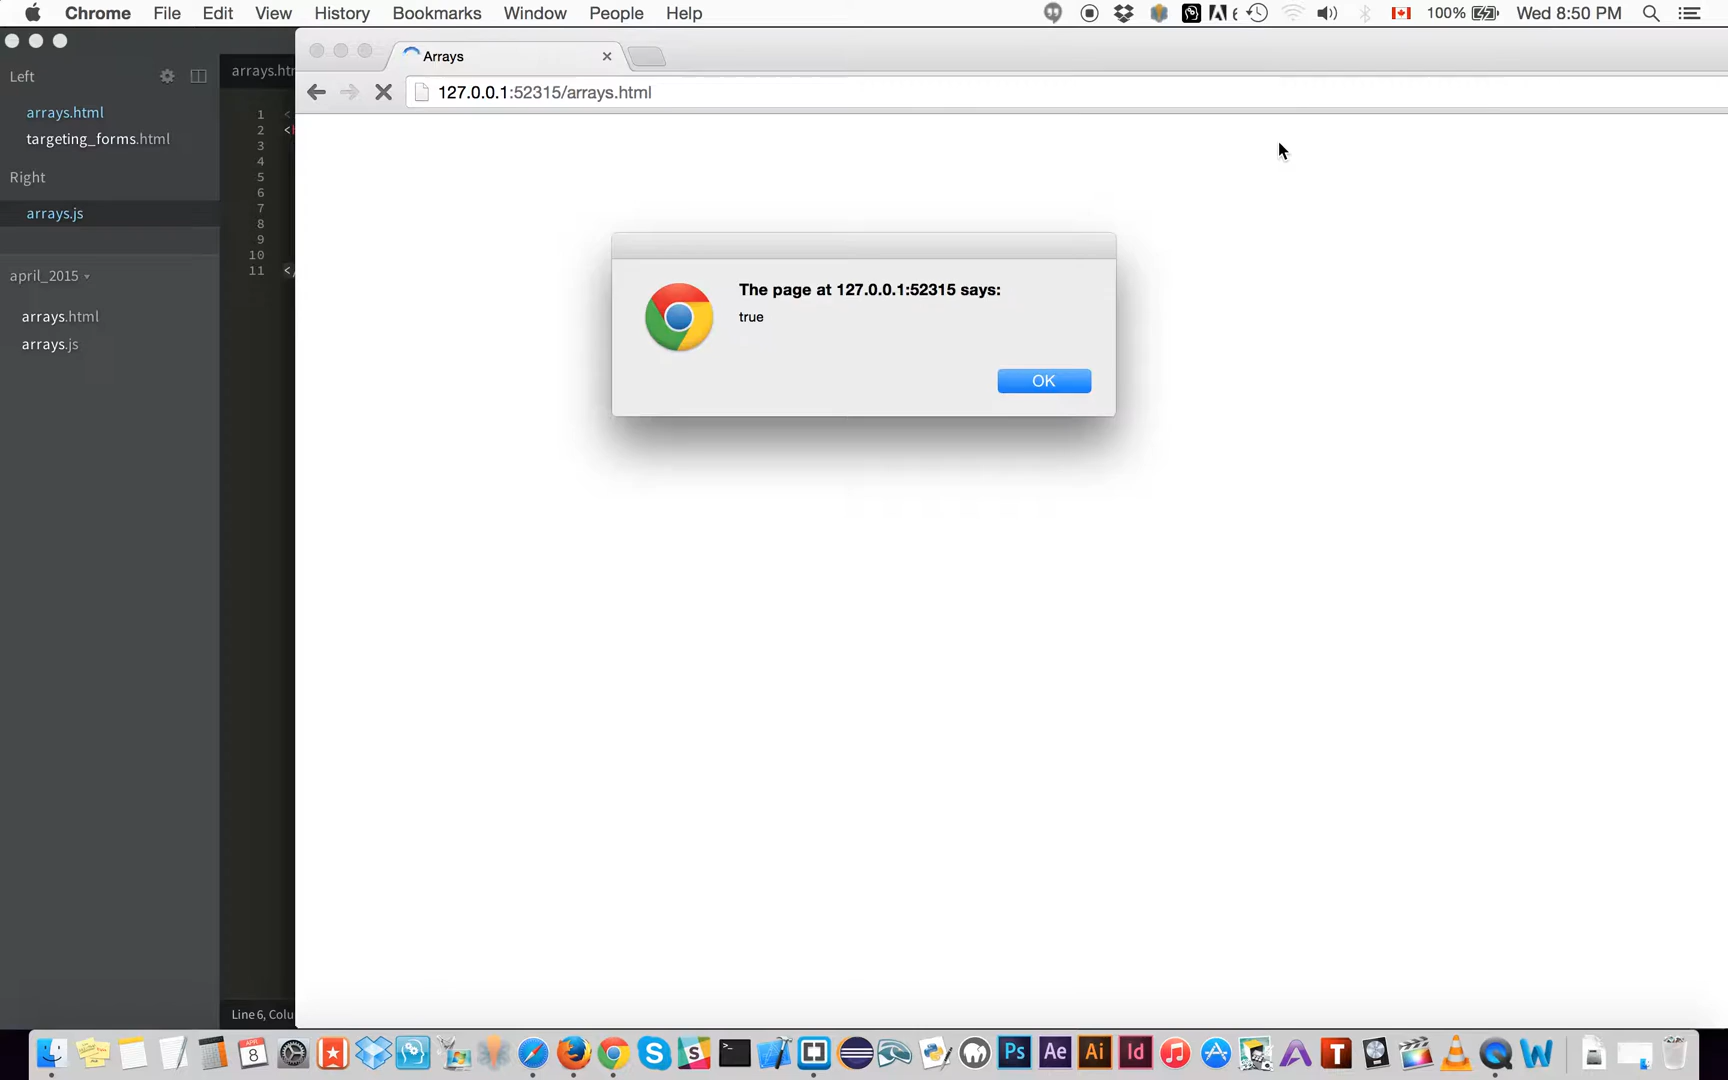 Chrome File Edit View History Bookmarks Window People Help 6 100% Wed 8:50 PM
Left
arrays.html
targeting_forms.html
Right
arrays.js
april_2015
arrays.html
arrays.js
1
2
3
4
5
6
7
8
9
10
11 </
Arrays
127.0.0.1:52315/arrays.html
The page at 127.0.0.1:52315 says:
true
OK
APR
8
Ps Ae Ai Id
T
W